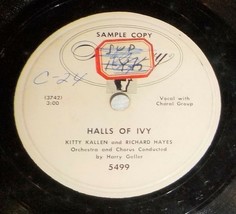 SAMPLE COPY
C-24
(3742)
3:00
Vocal with
Choral Group
HALLS OF IVY
KITTY KALLEN and RICHARD HAYES
Orchestra and Chorus Conducted
by Harry Geller
5499